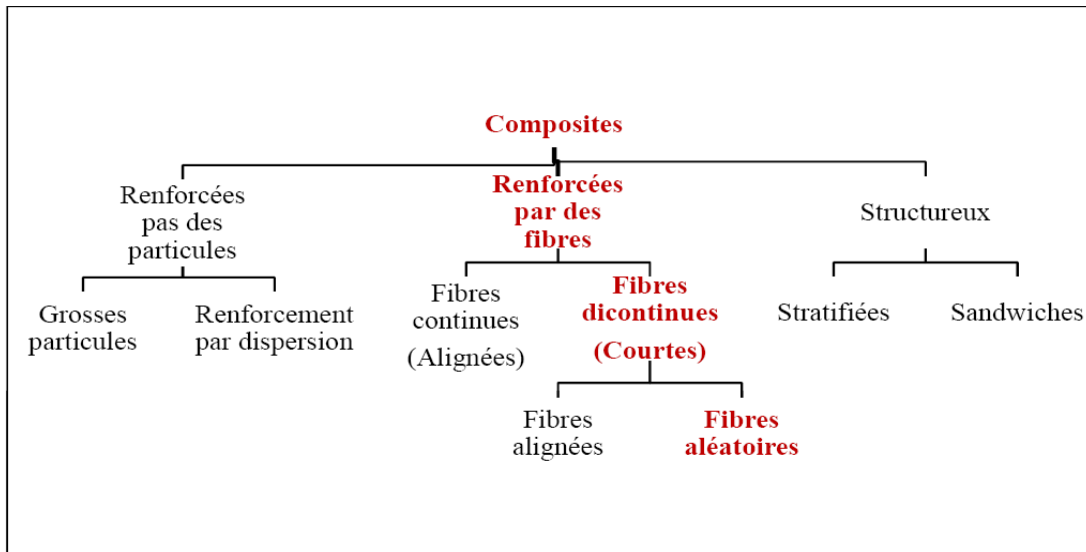 Composites
Renforcées
pas des
particules
Renforcées
par des
fibres
Structureux
Grosses
particules
Renforcement
par dispersion
Fibres
continues
(Alignées)
Fibres
dicontinues
(Courtes)
Stratifiées
Sandwiches
Fibres
alignées
Fibres
aléatoires